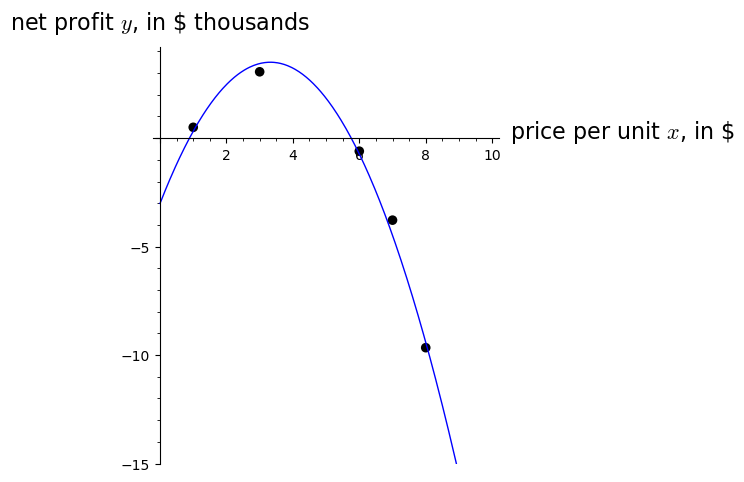 net profit y, in $ thousands
price per unit x, in $
2 4 6 8 10
−5
−10
−15